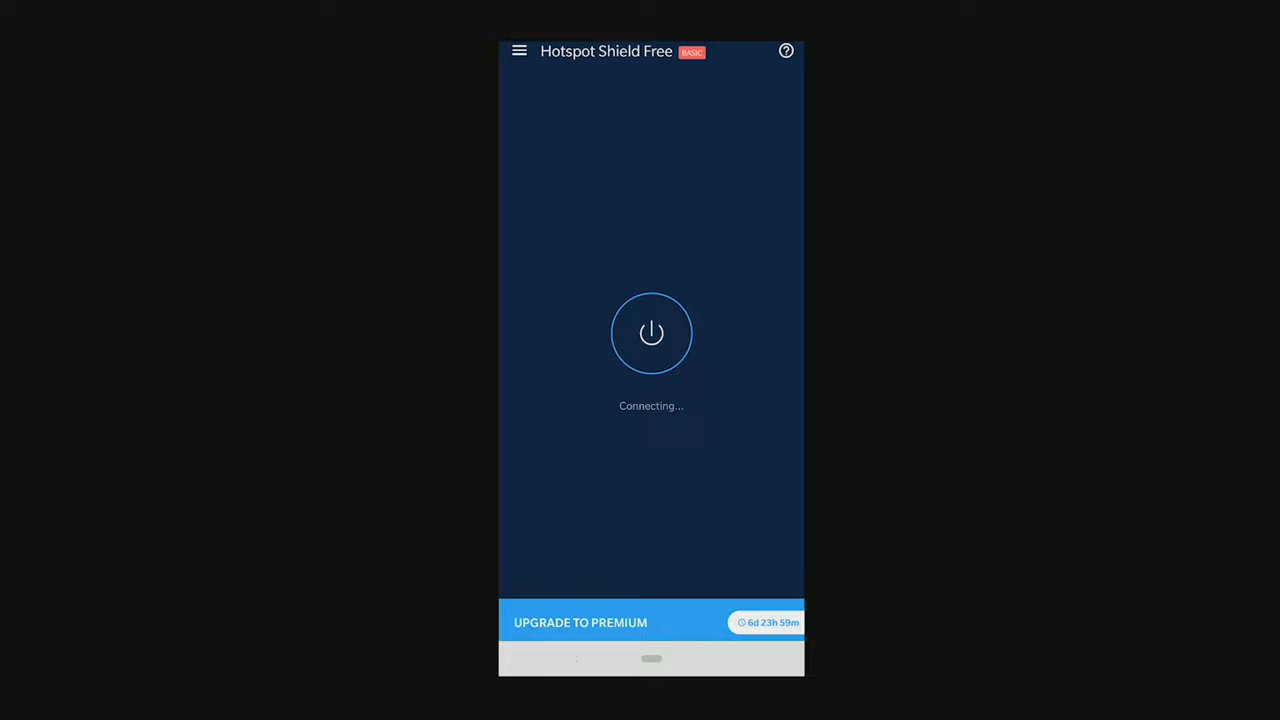 Hotspot Shield Free BASIC
Connecting...
UPGRADE TO PREMIUM 6d 23h 59m